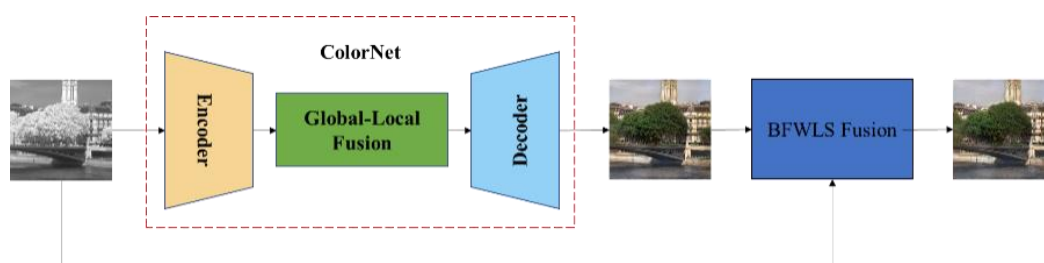 ColorNet
Encoder
Global-Local
Fusion
Decoder
BFWLS Fusion